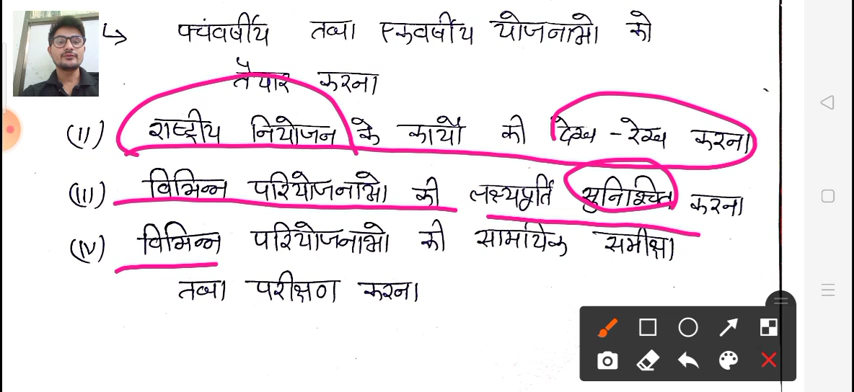 ↳ पंचवर्षीय तथा एकवर्षीय योजनाओ को
तैयार करना
(II) राष्ट्रीय नियोजन के कार्यो की देख-रेख करना
(III) विभिन्न परियोजनाओ की लक्ष्यपूर्ति सुनिश्चित करना
(IV) विभिन्न परियोजनाओ की सामयिक समीक्षा
तथा परीक्षण करना